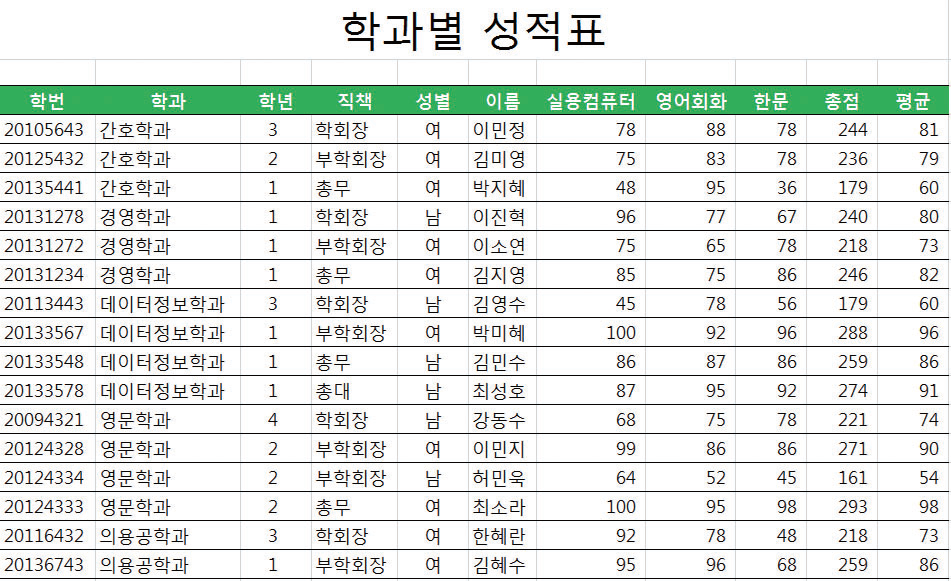 학과별 성적표
학번 학과 학년 직책 성별 이름 실용컴퓨터 영어회화 한문 총점 평균
20105643 간호학과 3 학회장 여 이민정 78 88 78 244 81
20125432 간호학과 2 부학회장 여 김미영 75 83 78 236 79
20135441 간호학과 1 총무 여 박지혜 48 95 36 179 60
20131278 경영학과 1 학회장 남 이진혁 96 77 67 240 80
20131272 경영학과 1 부학회장 여 이소연 75 65 78 218 73
20131234 경영학과 1 총무 여 김지영 85 75 86 246 82
20113443 데이터정보학과 3 학회장 남 김영수 45 78 56 179 60
20133567 데이터정보학과 1 부학회장 여 박미혜 100 92 96 288 96
20133548 데이터정보학과 1 총무 남 김민수 86 87 86 259 86
20133578 데이터정보학과 1 총대 남 최성호 87 95 92 274 91
20094321 영문학과 4 학회장 남 강동수 68 75 78 221 74
20124328 영문학과 2 부학회장 여 이민지 99 86 86 271 90
20124334 영문학과 2 부학회장 남 허민욱 64 52 45 161 54
20124333 영문학과 2 총무 여 최소라 100 95 98 293 98
20116432 의용공학과 3 학회장 여 한혜란 92 78 48 218 73
20136743 의용공학과 1 부학회장 여 김혜수 95 96 68 259 86